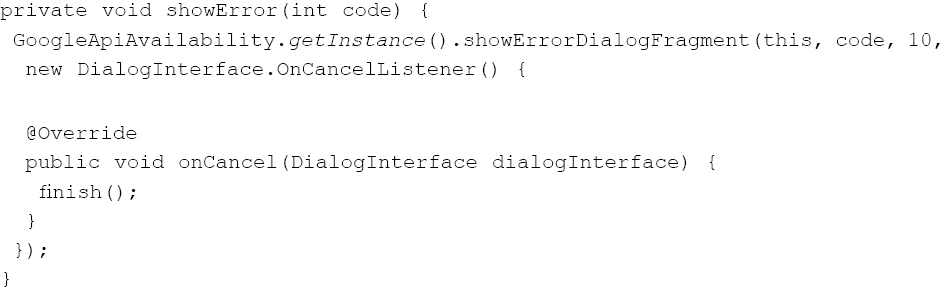 private void showError(int code) {
GoogleApiAvailability.getInstance().showErrorDialogFragment(this, code, 10,
new DialogInterface.OnCancelListener() {
@Override
public void onCancel(DialogInterface dialogInterface) {
finish();
}
});
}